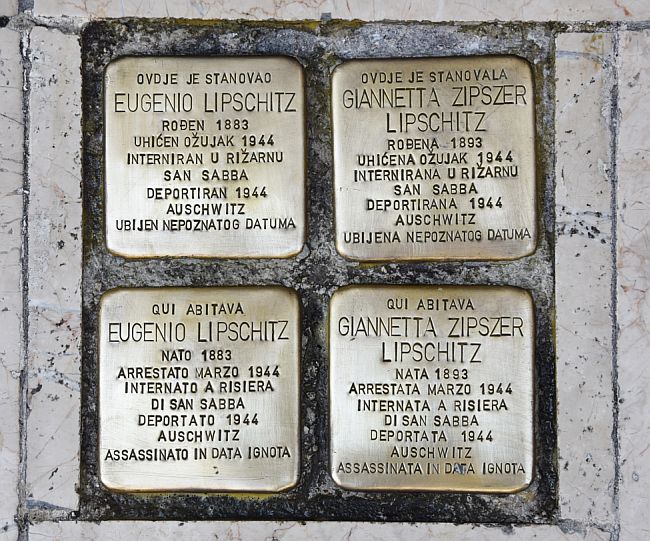 OVDJE JE STANOVAO
EUGENIO LIPSCHITZ
ROĐEN 1883
UHIĆEN OŽUJAK 1944
INTERNIRAN U RIŽARNU
SAN SABBA
DEPORTIRAN 1944
AUSCHWITZ
UBIJEN NEPOZNATOG DATUMA
OVDJE JE STANOVALA
GIANNETTA ZIPSZER
LIPSCHITZ
ROĐENA 1893
UHIĆENA OŽUJAK 1944
INTERNIRANA U RIŽARNU
SAN SABBA
DEPORTIRANA 1944
AUSCHWITZ
UBIJENA NEPOZNATOG DATUMA
QUI ABITAVA
EUGENIO LIPSCHITZ
NATO 1883
ARRESTATO MARZO 1944
INTERNATO A RISIERA
DI SAN SABBA
DEPORTATO 1944
AUSCHWITZ
ASSASSINATO IN DATA IGNOTA
QUI ABITAVA
GIANNETTA ZIPSZER
LIPSCHITZ
NATA 1893
ARRESTATA MARZO 1944
INTERNATA A RISIERA
DI SAN SABBA
DEPORTATA 1944
AUSCHWITZ
ASSASSINATA IN DATA IGNOTA